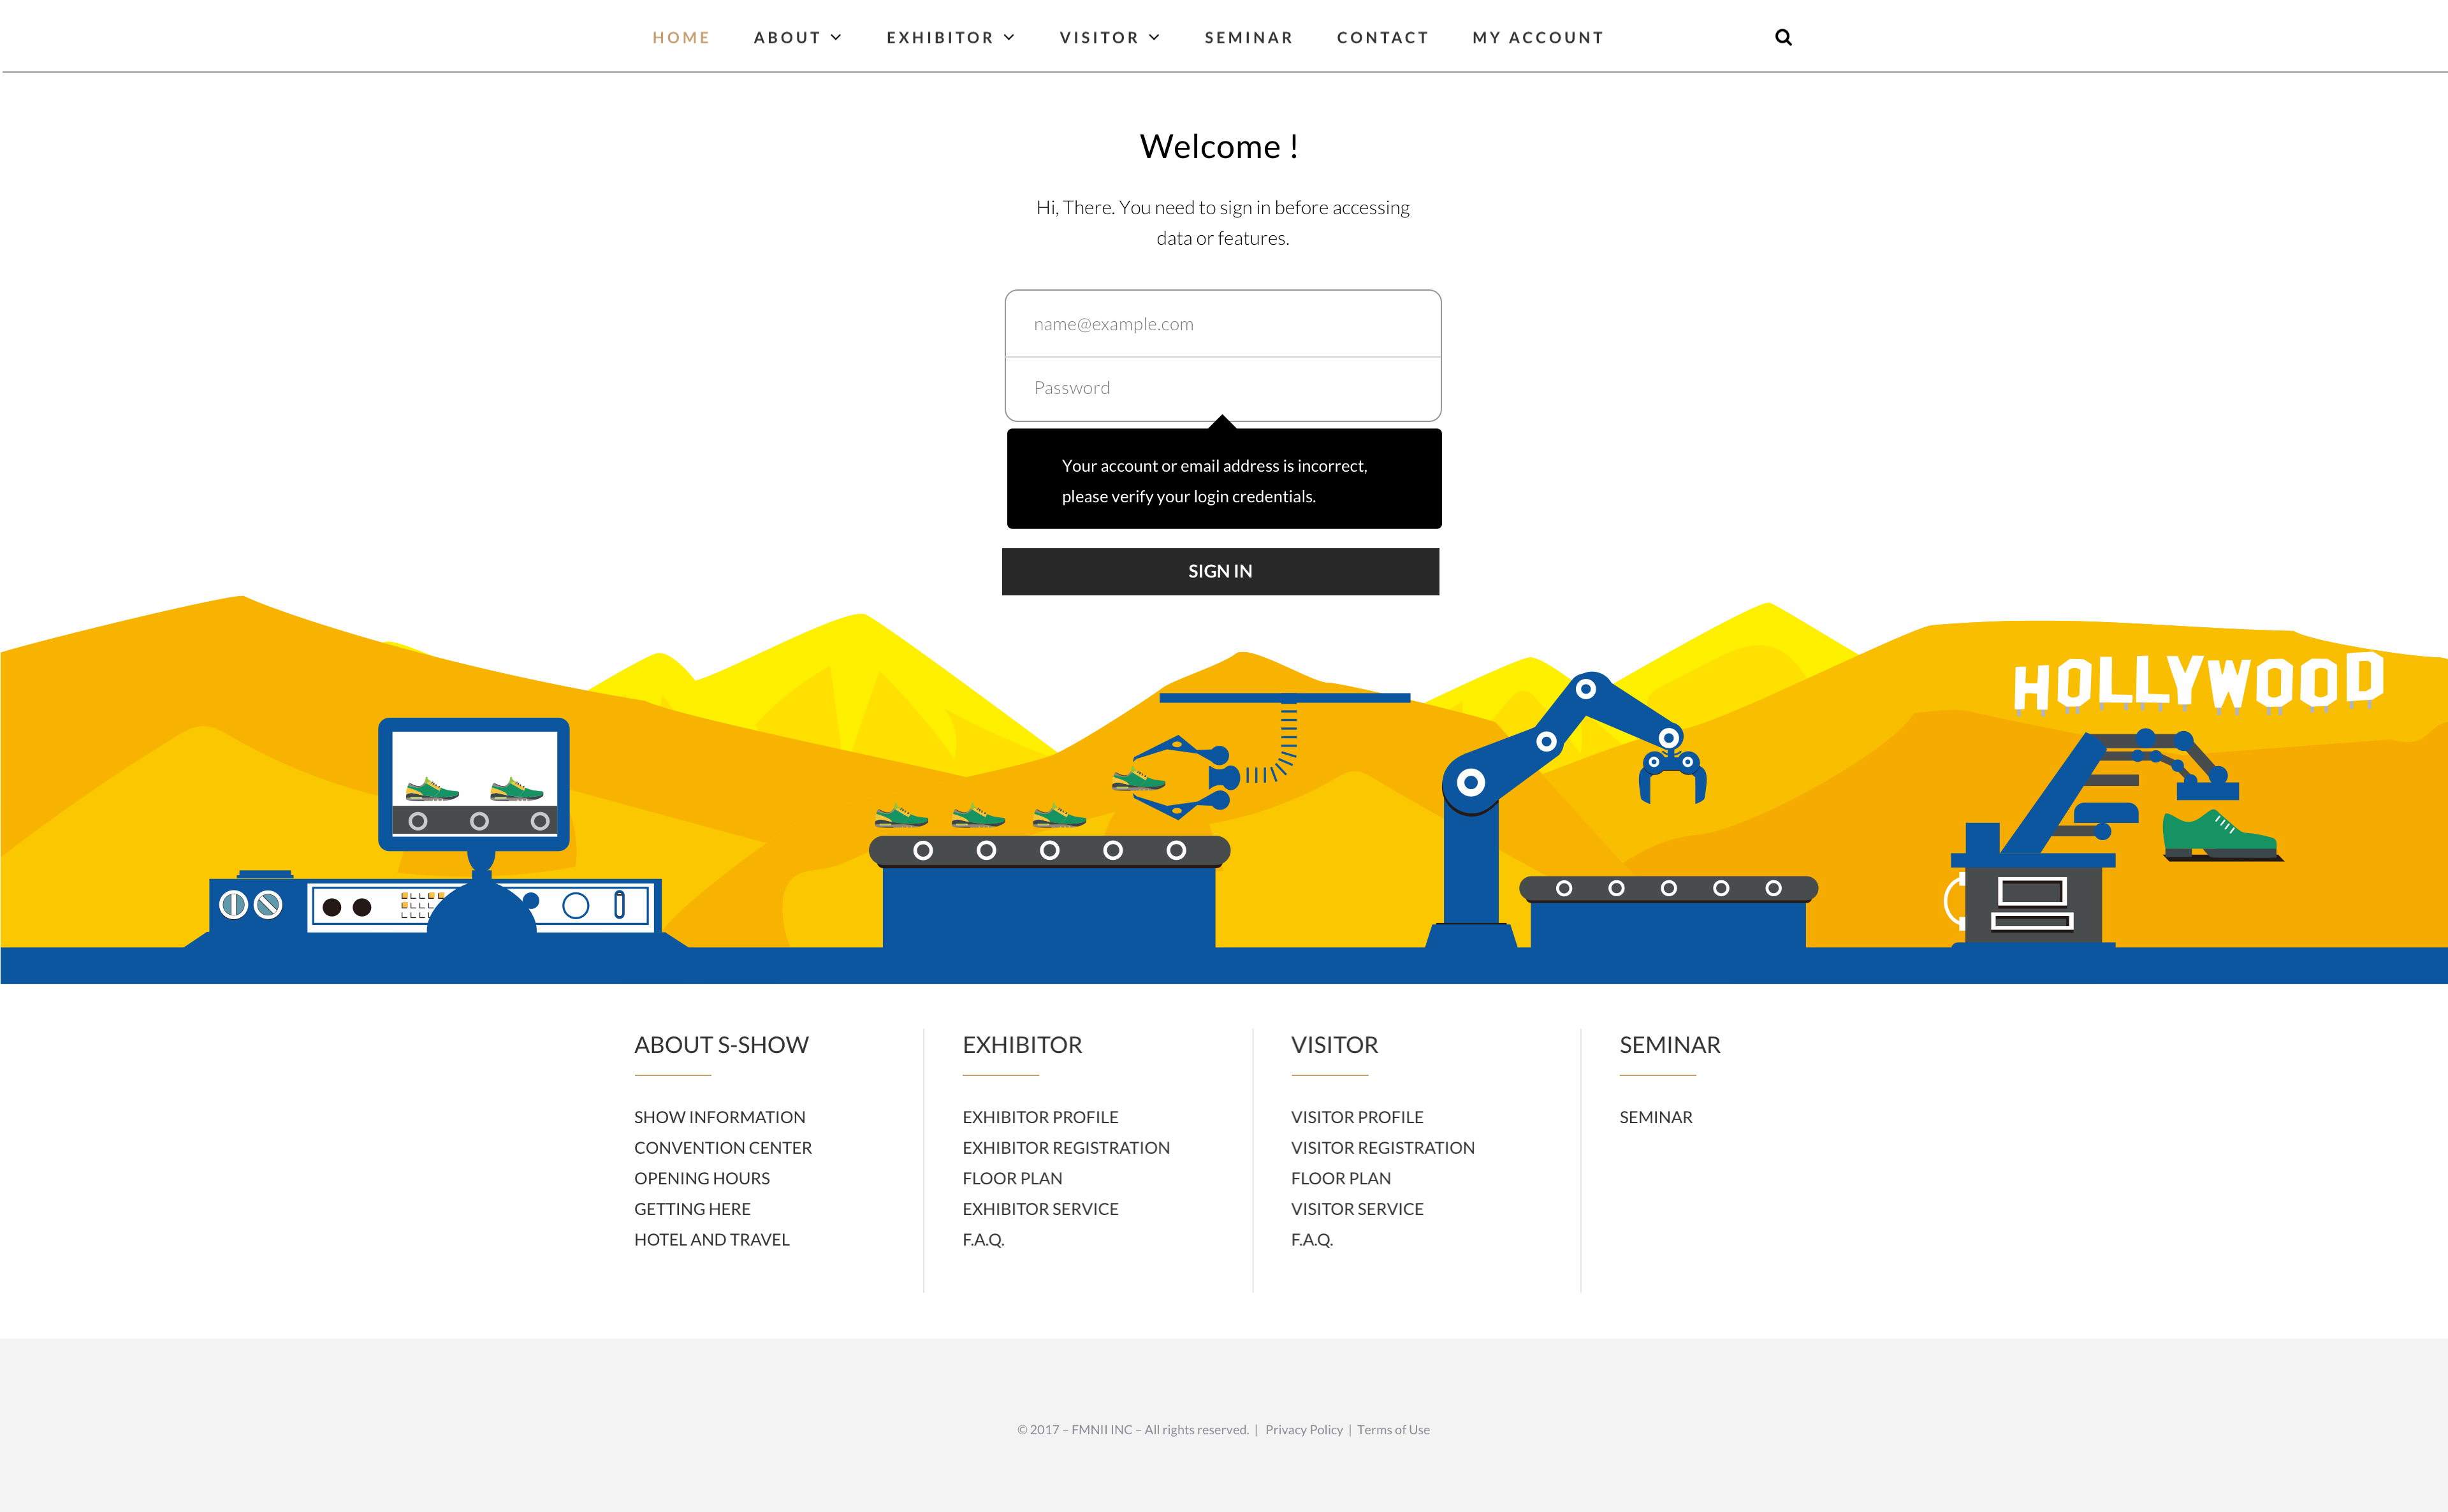 HOME ABOUT EXHIBITOR VISITOR SEMINAR CONTACT MY ACCOUNT
Welcome !
Hi, There. You need to sign in before accessing
data or features.
name@example.com
Password
Your account or email address is incorrect,
please verify your login credentials.
SIGN IN
HOLLYWOOD
ABOUT S-SHOW
SHOW INFORMATION
CONVENTION CENTER
OPENING HOURS
GETTING HERE
HOTEL AND TRAVEL
EXHIBITOR
EXHIBITOR PROFILE
EXHIBITOR REGISTRATION
FLOOR PLAN
EXHIBITOR SERVICE
F.A.Q.
VISITOR
VISITOR PROFILE
VISITOR REGISTRATION
FLOOR PLAN
VISITOR SERVICE
F.A.Q.
SEMINAR
SEMINAR
© 2017 – FMNII INC – All rights reserved. | Privacy Policy | Terms of Use